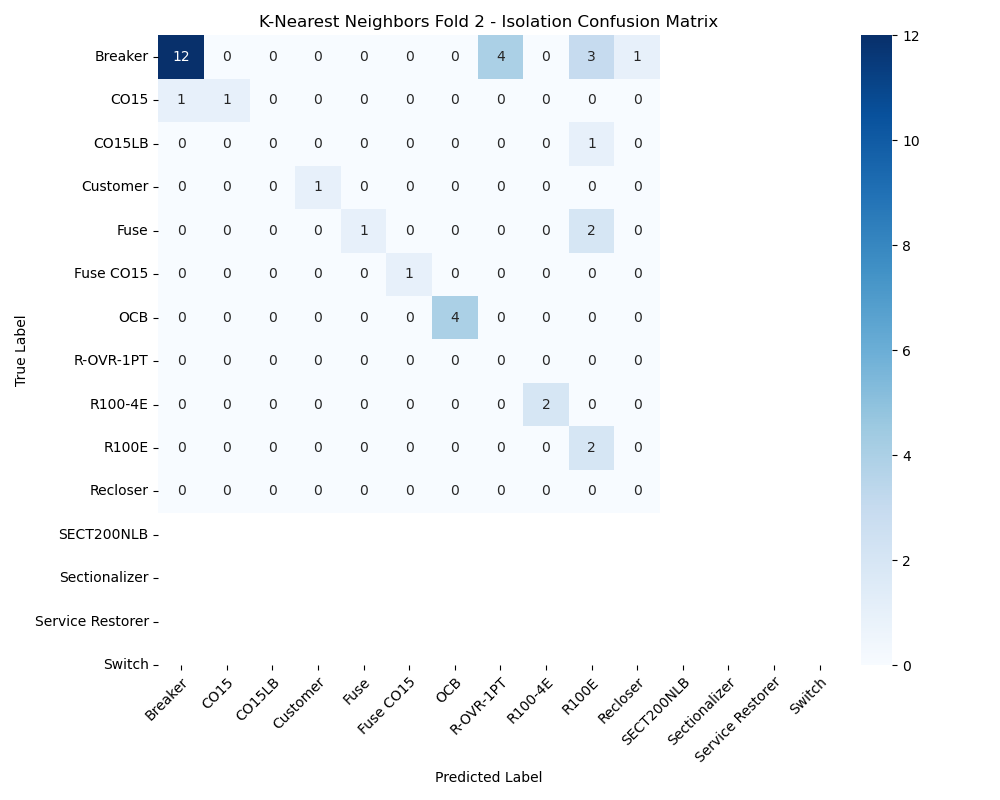 K-Nearest Neighbors Fold 2 - Isolation Confusion Matrix
Breaker 12 0 0 0 0 0 0 4 0 3 1
CO15 1 1 0 0 0 0 0 0 0 0 0
CO15LB 0 0 0 0 0 0 0 0 0 1 0
Customer 0 0 0 1 0 0 0 0 0 0 0
Fuse 0 0 0 0 1 0 0 0 0 2 0
Fuse CO15 0 0 0 0 0 1 0 0 0 0 0
OCB 0 0 0 0 0 0 4 0 0 0 0
R-OVR-1PT 0 0 0 0 0 0 0 0 0 0 0
R100-4E 0 0 0 0 0 0 0 0 2 0 0
R100E 0 0 0 0 0 0 0 0 0 2 0
Recloser 0 0 0 0 0 0 0 0 0 0 0
SECT200NLB
Sectionalizer
Service Restorer
Switch
True Label
Breaker CO15 CO15LB Customer Fuse Fuse CO15 OCB R-OVR-1PT R100-4E R100E Recloser SECT200NLB Sectionalizer Service Restorer Switch
Predicted Label
12
10
8
6
4
2
0